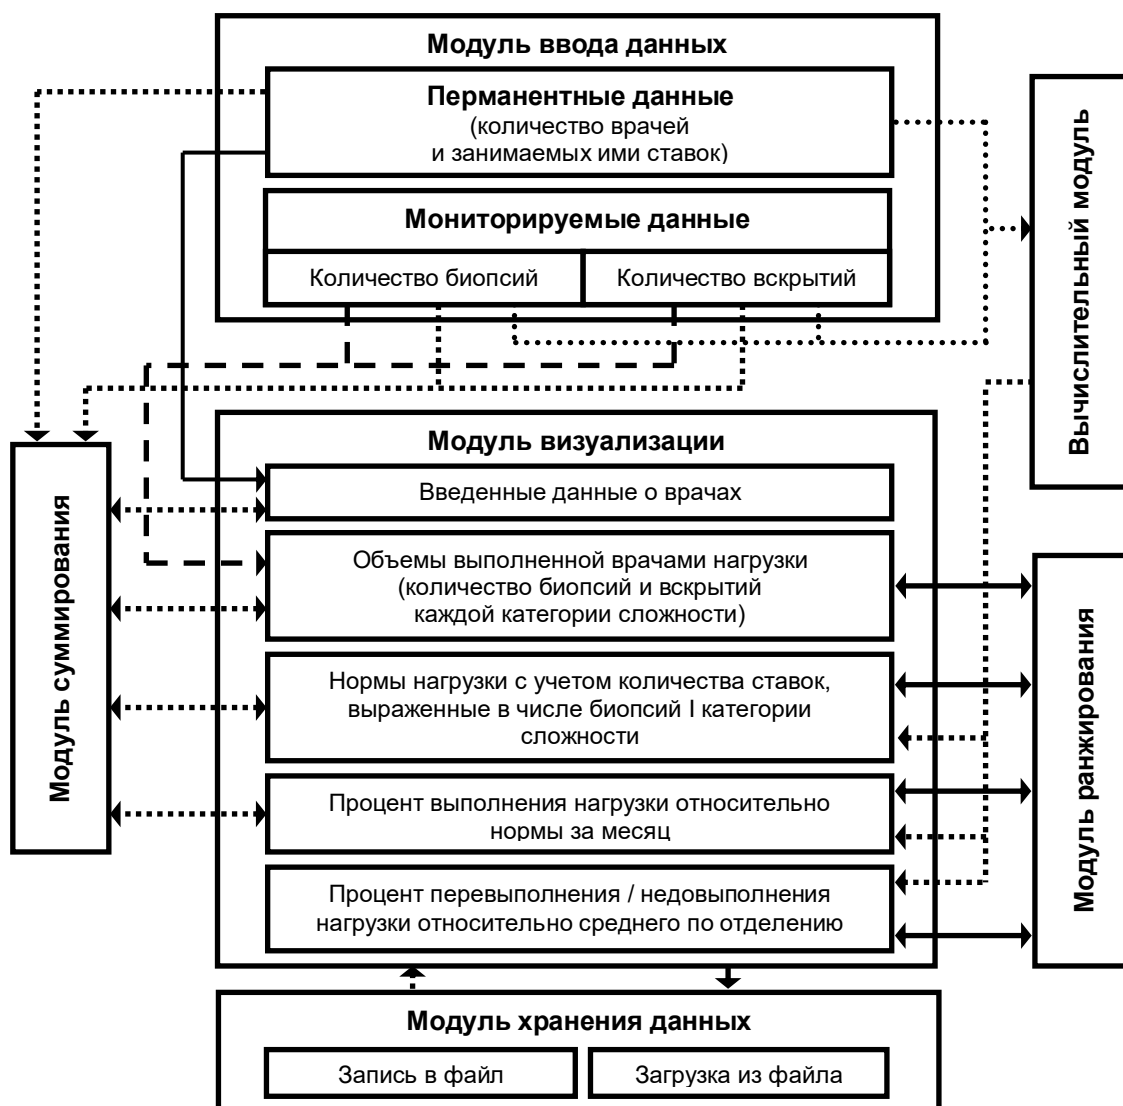 Модуль ввода данных
Перманентные данные
(количество врачей
и занимаемых ими ставок)
Мониторируемые данные
Количество биопсий
Количество вскрытий
Вычислительный модуль
Модуль суммирования
Модуль визуализации
Введенные данные о врачах
Объемы выполненной врачами нагрузки
(количество биопсий и вскрытий
каждой категории сложности)
Нормы нагрузки с учетом количества ставок,
выраженные в числе биопсий I категории
сложности
Процент выполнения нагрузки относительно
нормы за месяц
Процент перевыполнения / недовыполнения
нагрузки относительно среднего по отделению
Модуль ранжирования
Модуль хранения данных
Запись в файл
Загрузка из файла